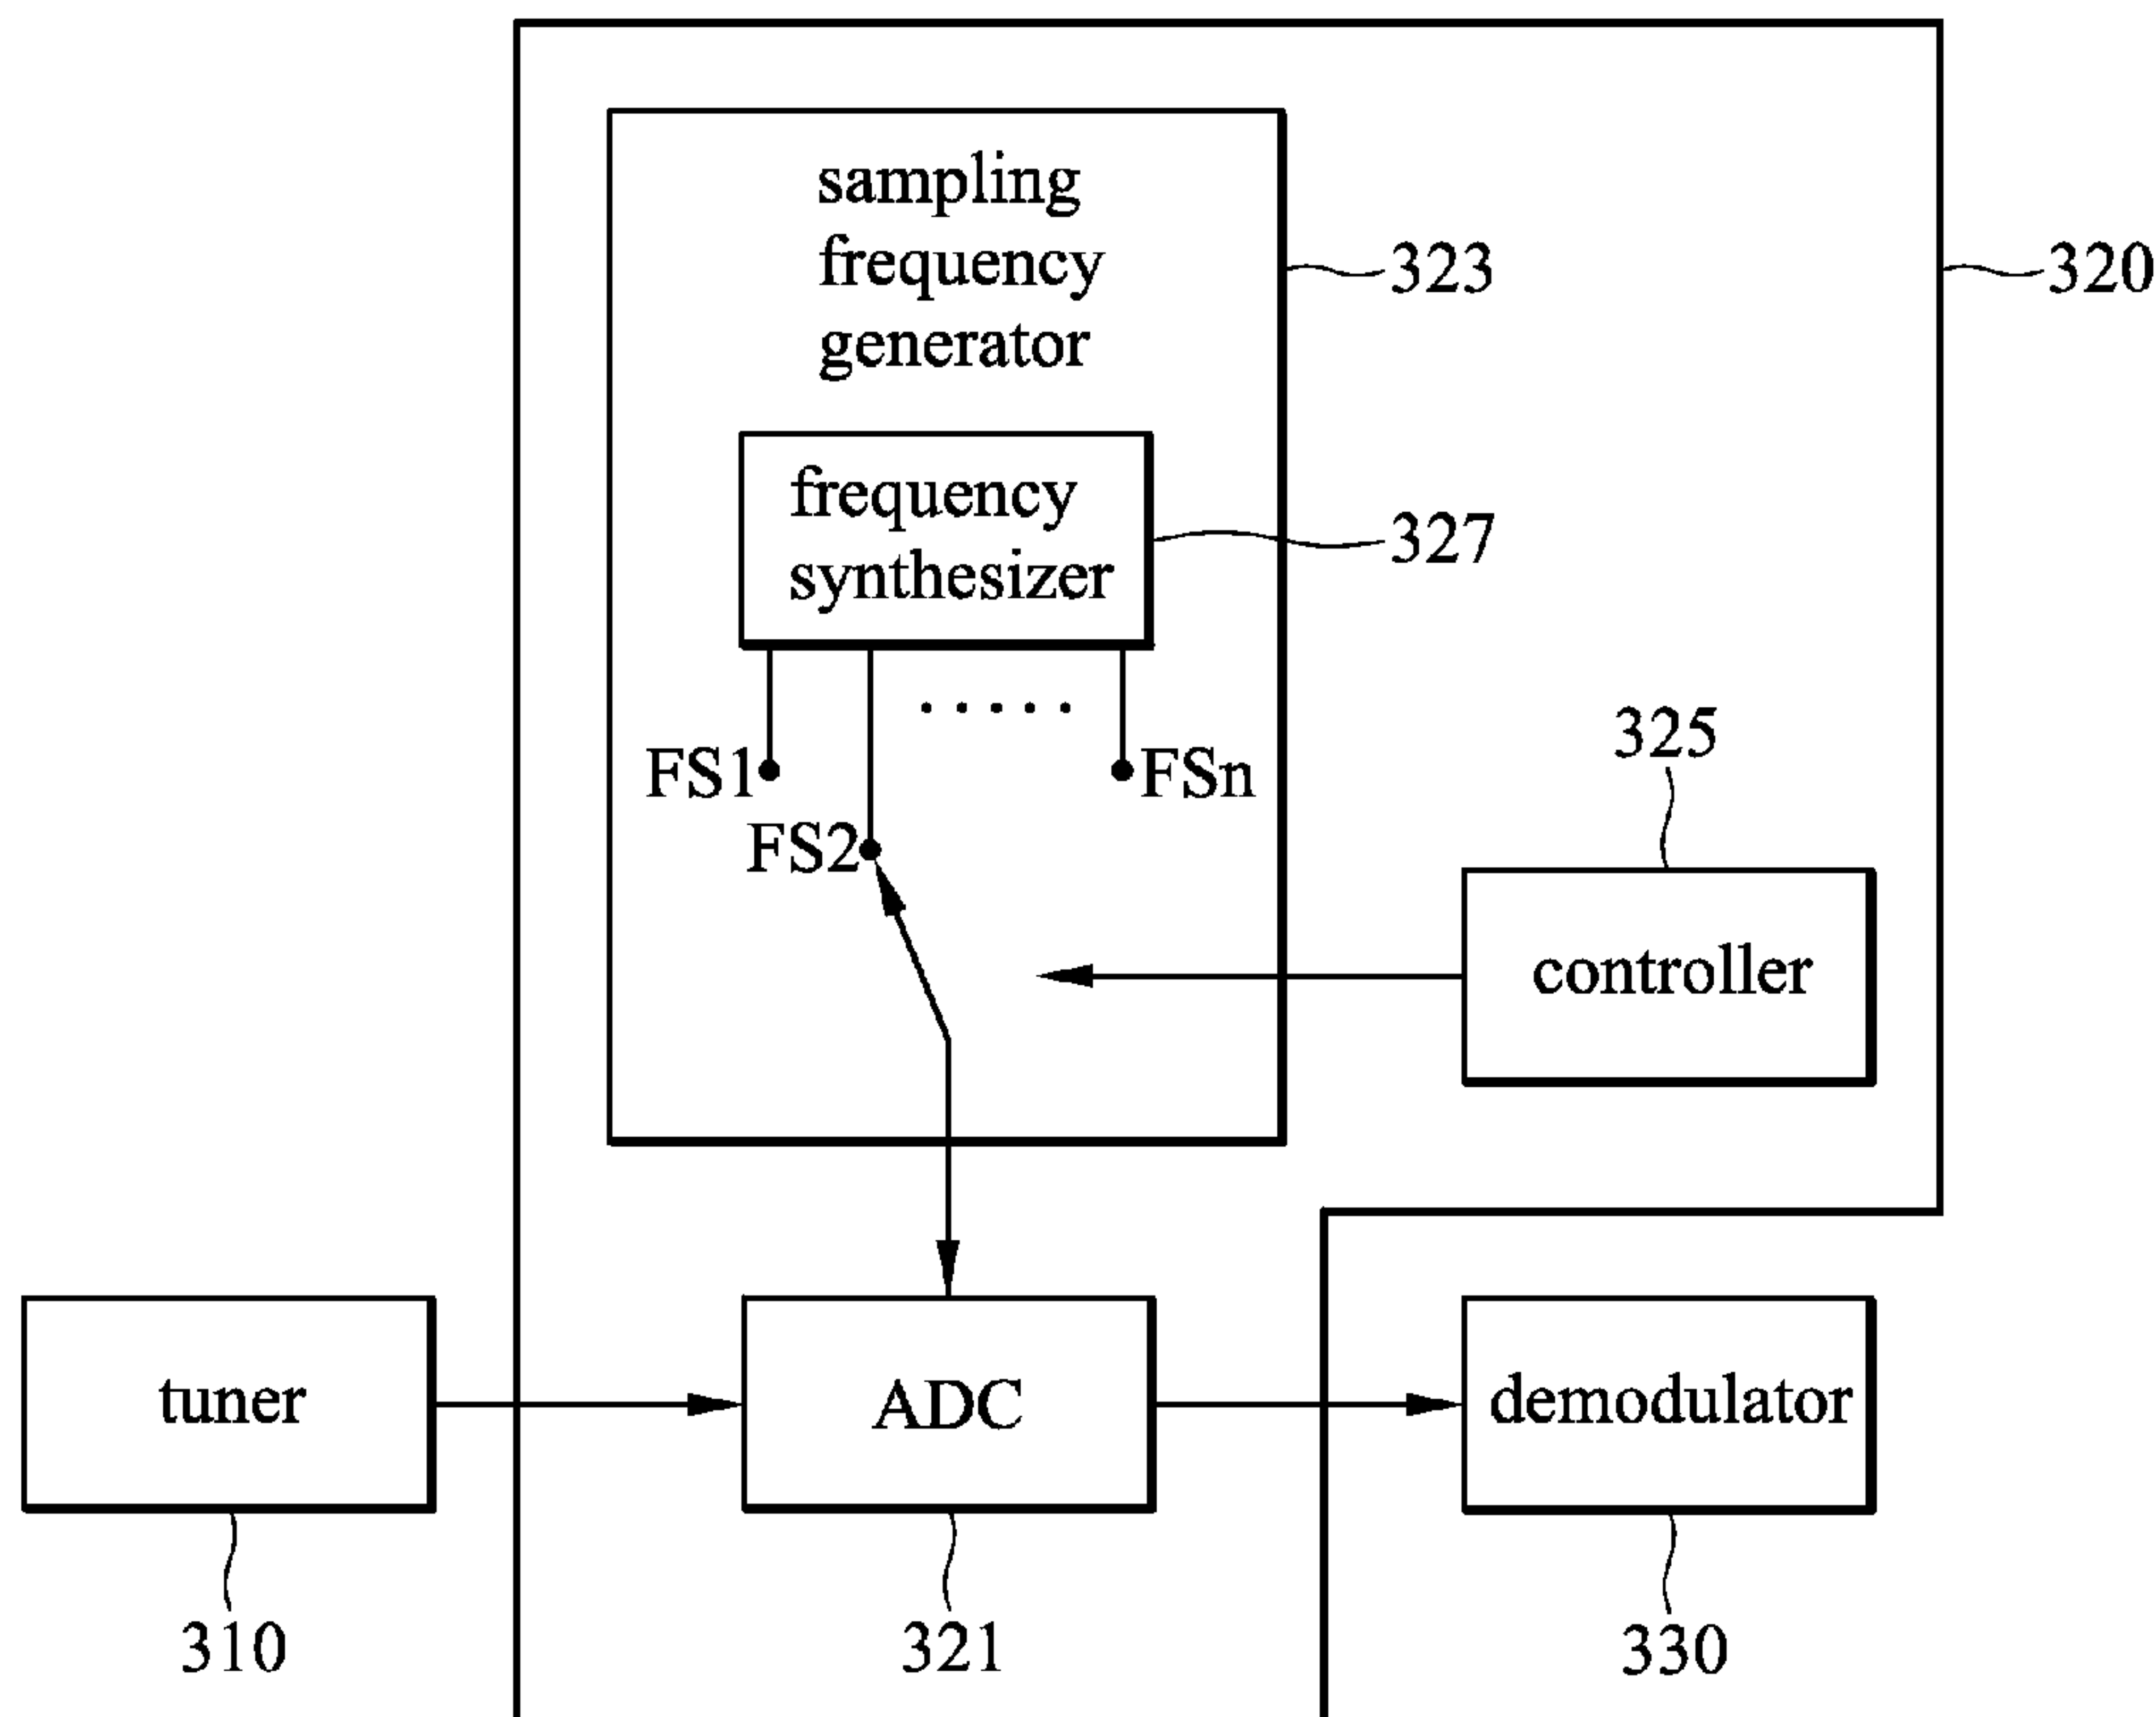 sampling
frequency
generator
323
320
frequency
synthesizer
327
.....
FS1
FSn
FS2
325
controller
tuner
ADC
demodulator
310
321
330